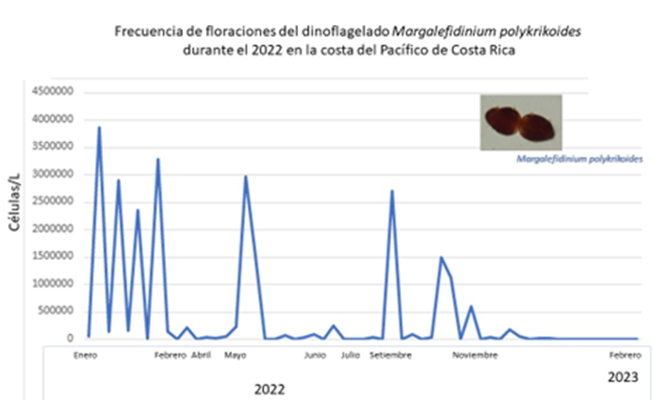 Frecuencia de floraciones del dinoflagelado Margalefidinium polykrikoides
durante el 2022 en la costa del Pacífico de Costa Rica
4500000
4000000
3500000
3000000
2500000
2000000
1500000
1000000
500000
0
Células/L
Margalefidinium polykrikoides
Enero Febrero Abril Mayo Junio Julio Setiembre Noviembre Febrero
2022 2023